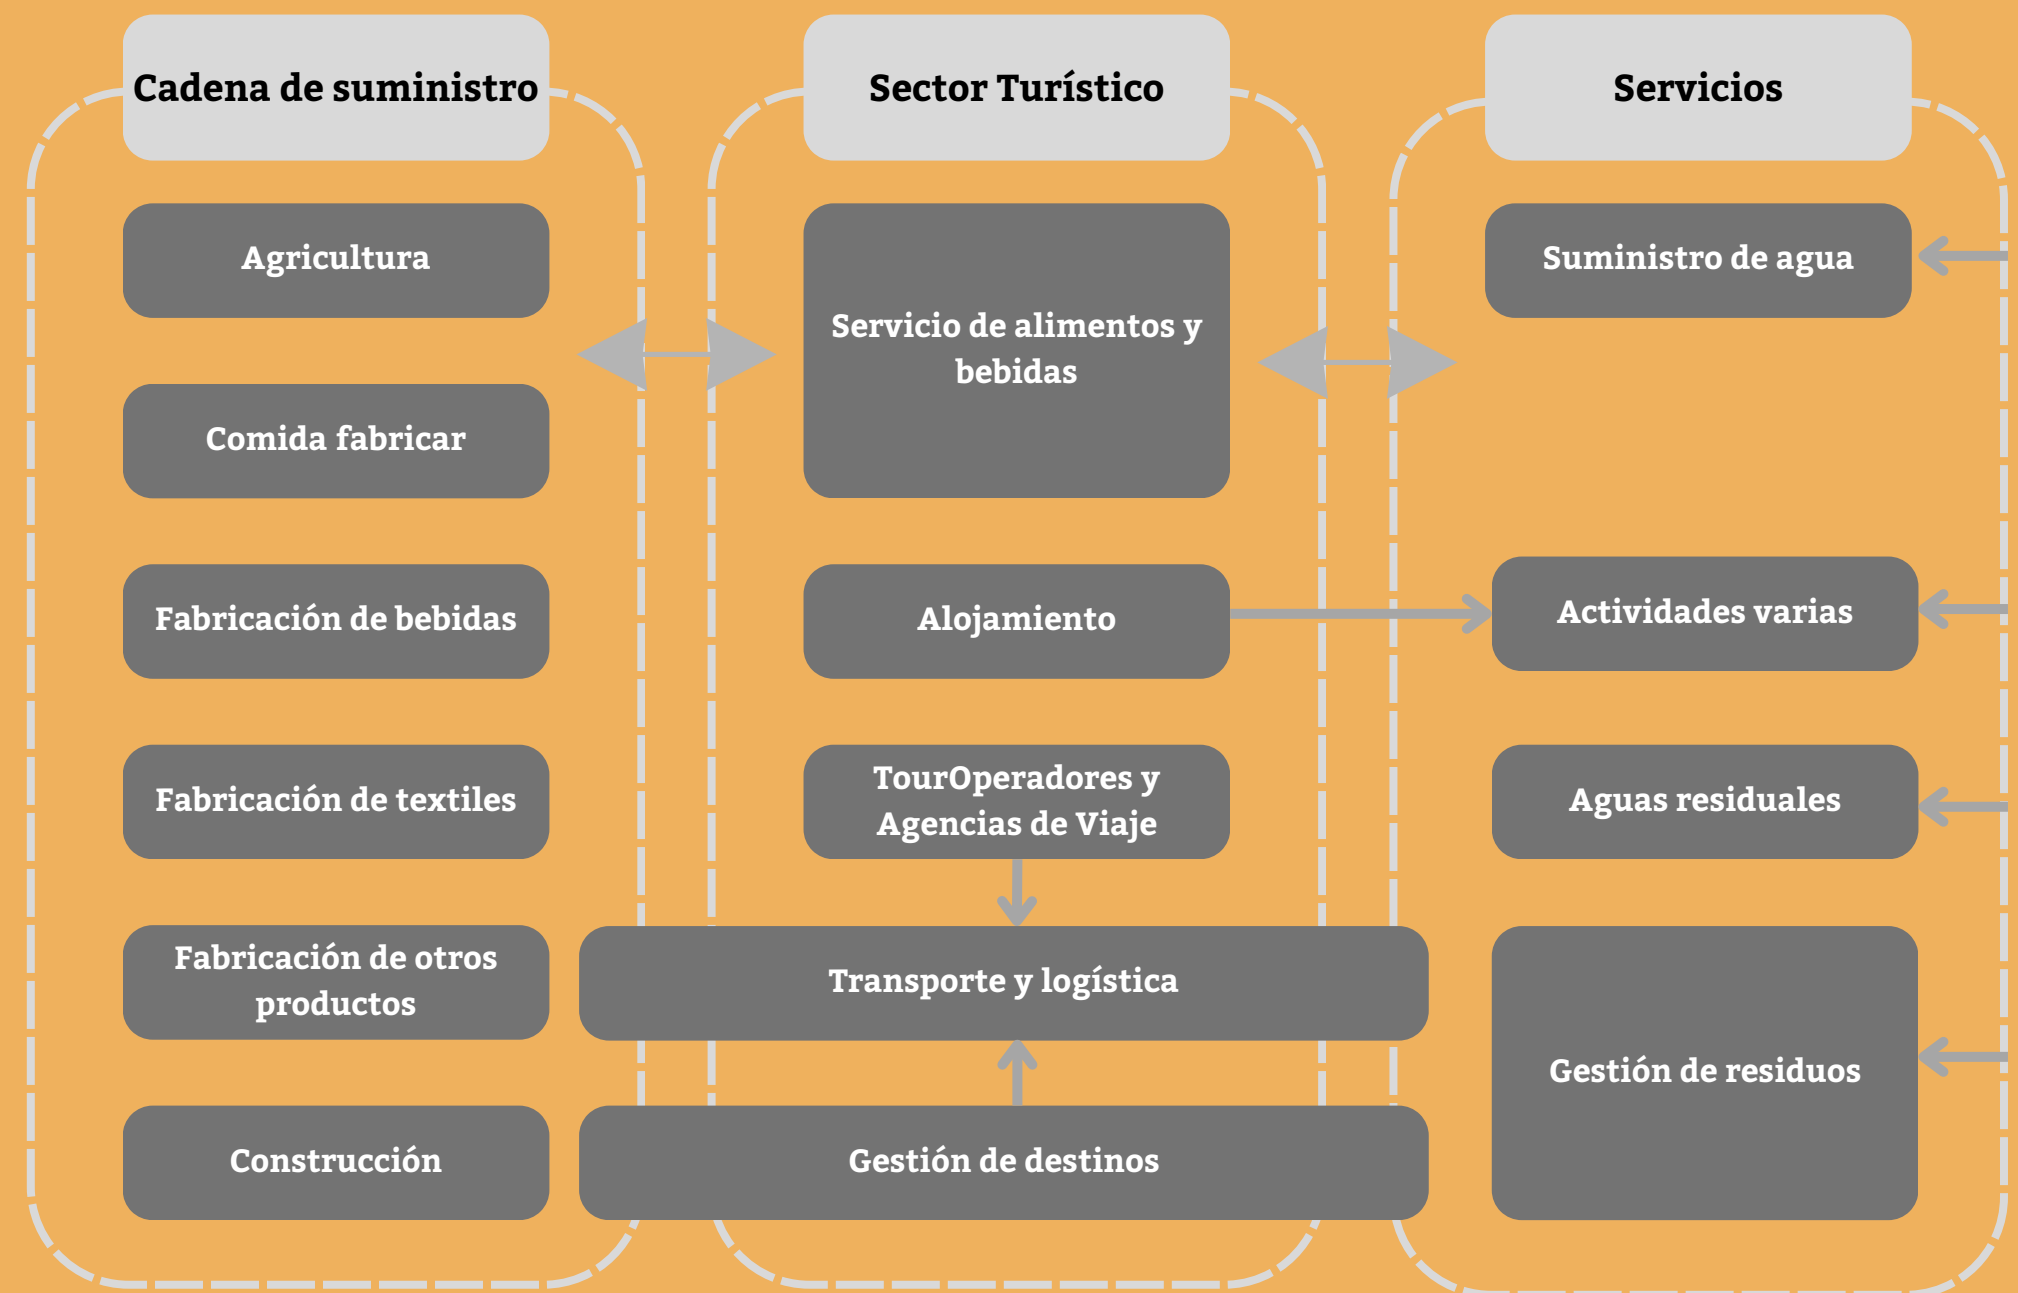 Cadena de suministro
Agricultura
Comida fabricar
Fabricación de bebidas
Fabricación de textiles
Fabricación de otros
productos
Construcción
Sector Turístico
Servicio de alimentos y
bebidas
Alojamiento
TourOperadores y
Agencias de Viaje
Transporte y logística
Gestión de destinos
Servicios
Suministro de agua
Actividades varias
Aguas residuales
Gestión de residuos